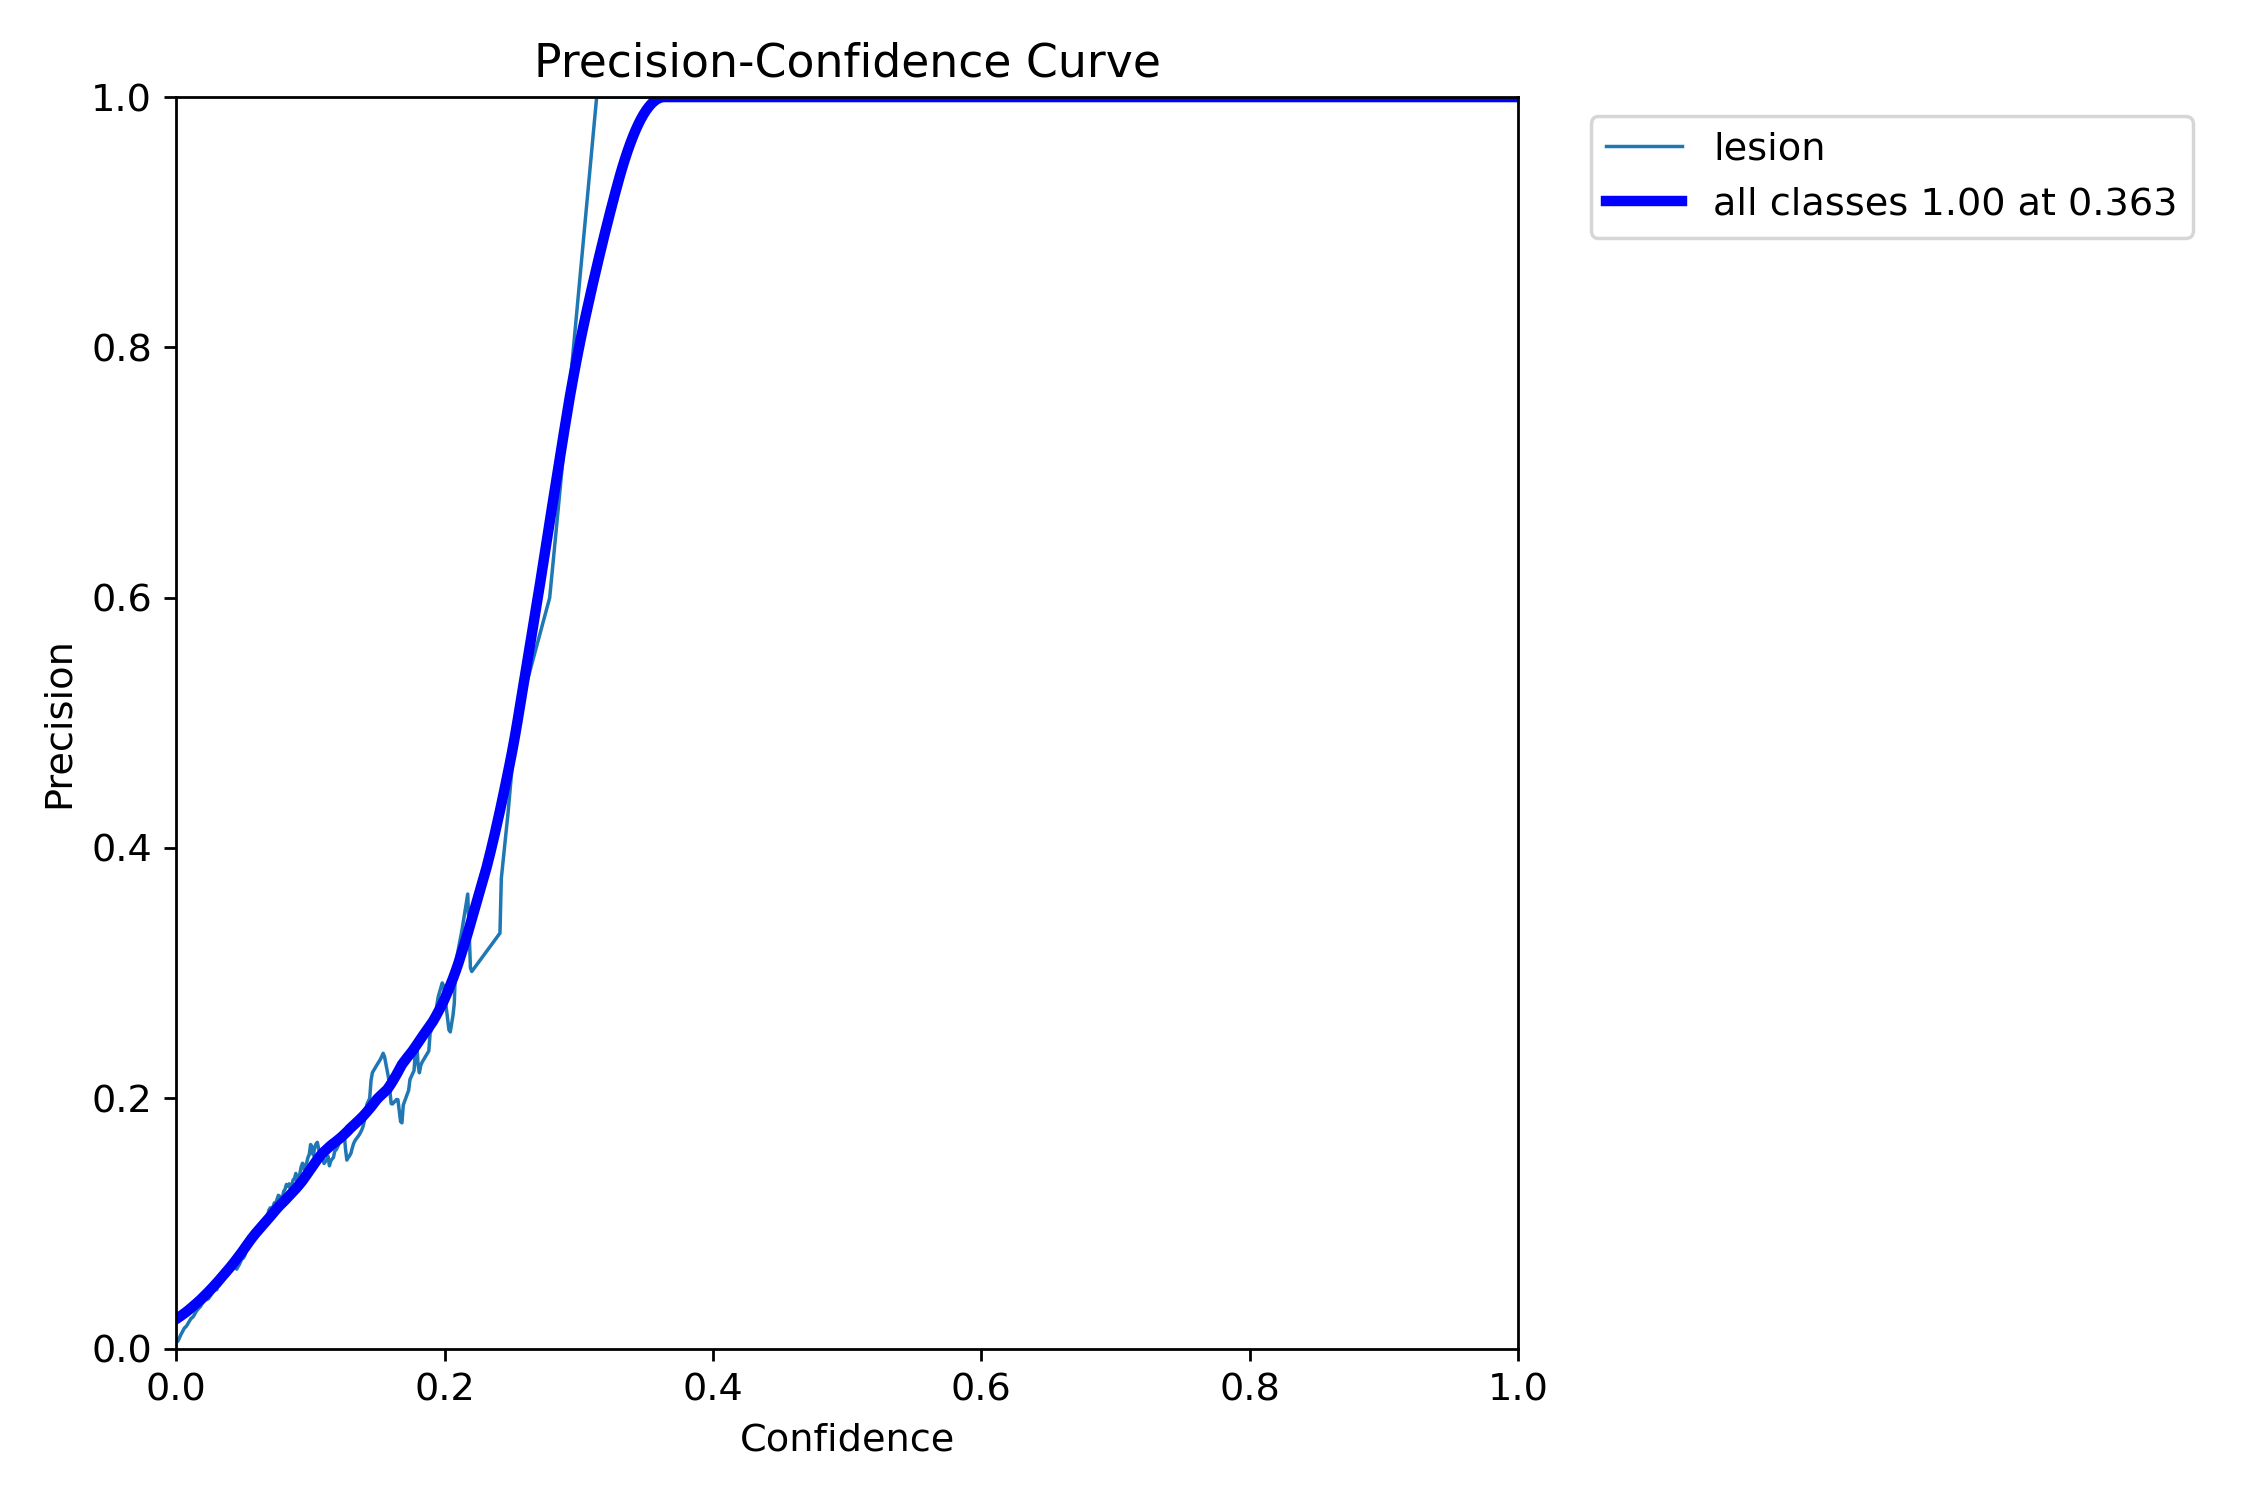 Precision-Confidence Curve
1.0
0.8
0.6
0.4
0.2
0.0
Precision
0.0 0.2 0.4 0.6 0.8 1.0
Confidence
lesion
all classes 1.00 at 0.363